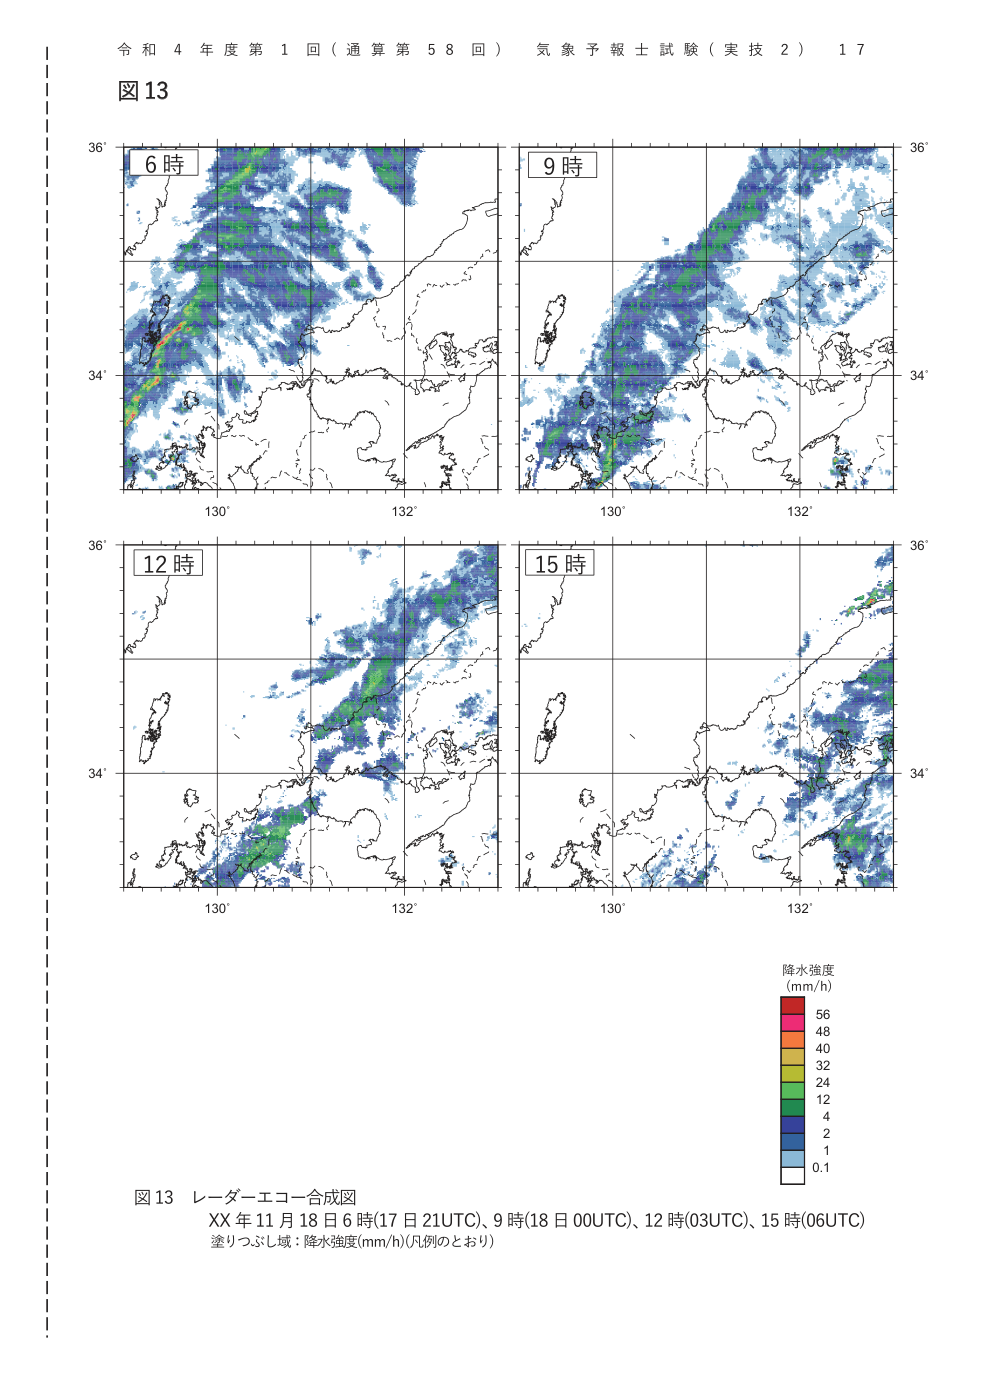 令和4年度第1回(通算第58回) 気象予報士試験(実技2) 17
図13
6時
9時
36°
36°
34°
34°
130°
132°
130°
132°
12時
15時
36°
36°
34°
34°
130°
132°
130°
132°
降水強度
(mm/h)
56
48
40
32
24
12
4
2
1
0.1
図13 レーダーエコー合成図
XX年11月18日6時(17日21UTC)、9時(18日00UTC)、12時(03UTC)、15時(06UTC)
塗りつぶし域：降水強度(mm/h)(凡例のとおり)